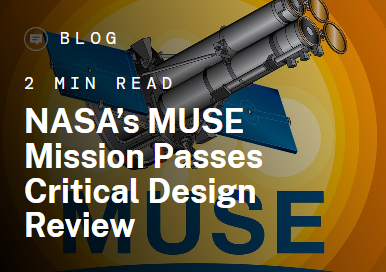 BLOG
2 MIN READ
NASA's MUSE
Mission Passes
Critical Design
Review
MUSE